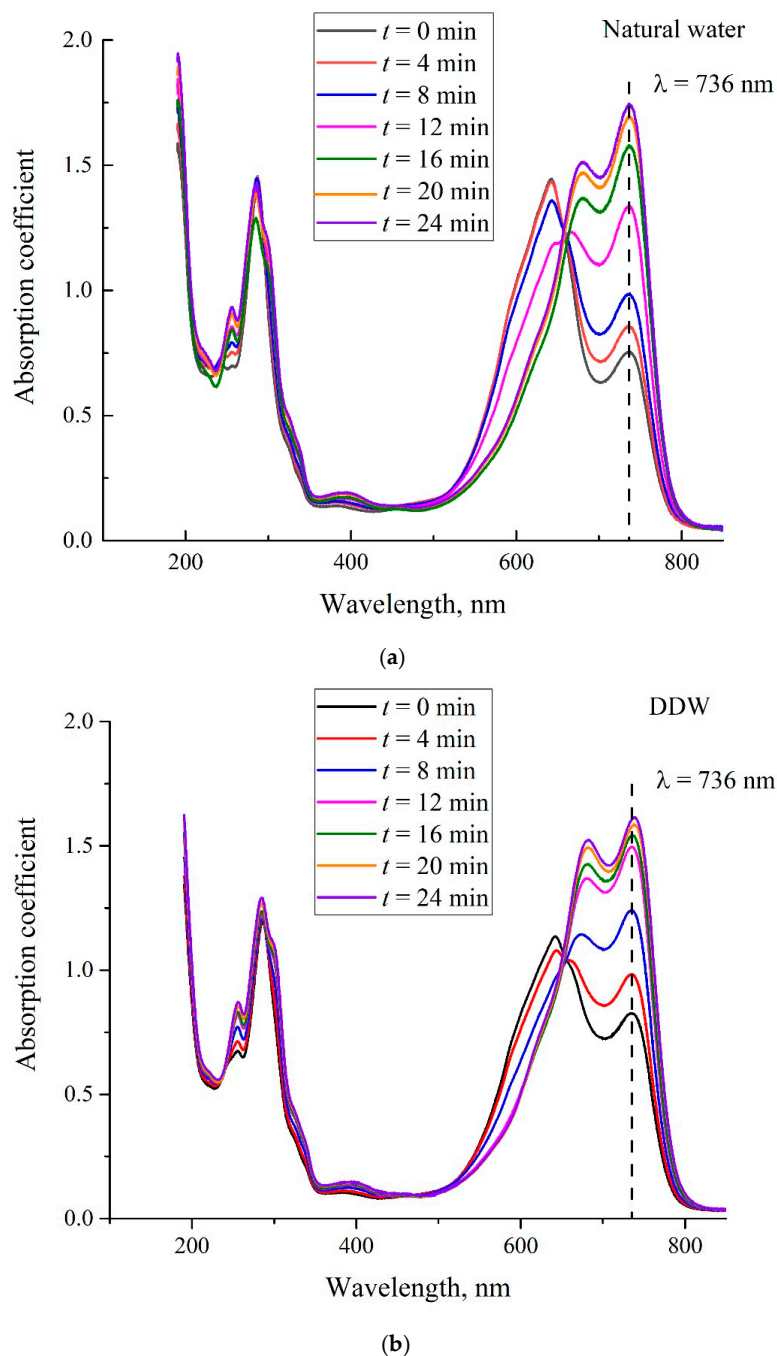 2.0
1.5
1.0
0.5
0.0
Absorption coefficient
t = 0 min
t = 4 min
t = 8 min
t = 12 min
t = 16 min
t = 20 min
t = 24 min
Natural water
λ = 736 nm
200
400
600
800
Wavelength, nm
(a)
2.0
1.5
1.0
0.5
0.0
Absorption coefficient
t = 0 min
t = 4 min
t = 8 min
t = 12 min
t = 16 min
t = 20 min
t = 24 min
DDW
λ = 736 nm
200
400
600
800
Wavelength, nm
(b)